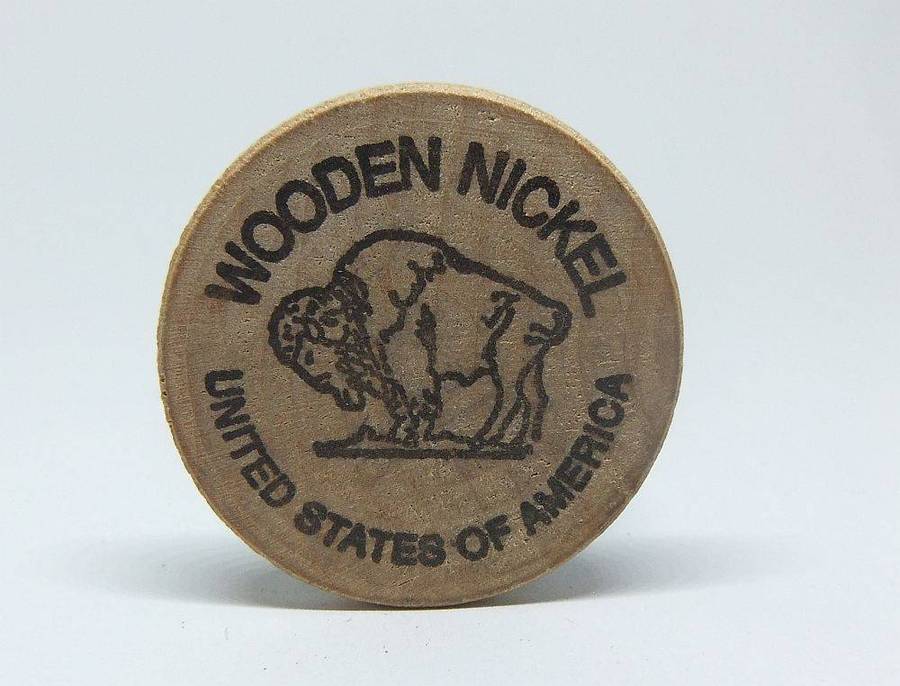 WOODEN NICKEL
UNITED STATES OF AMERICA